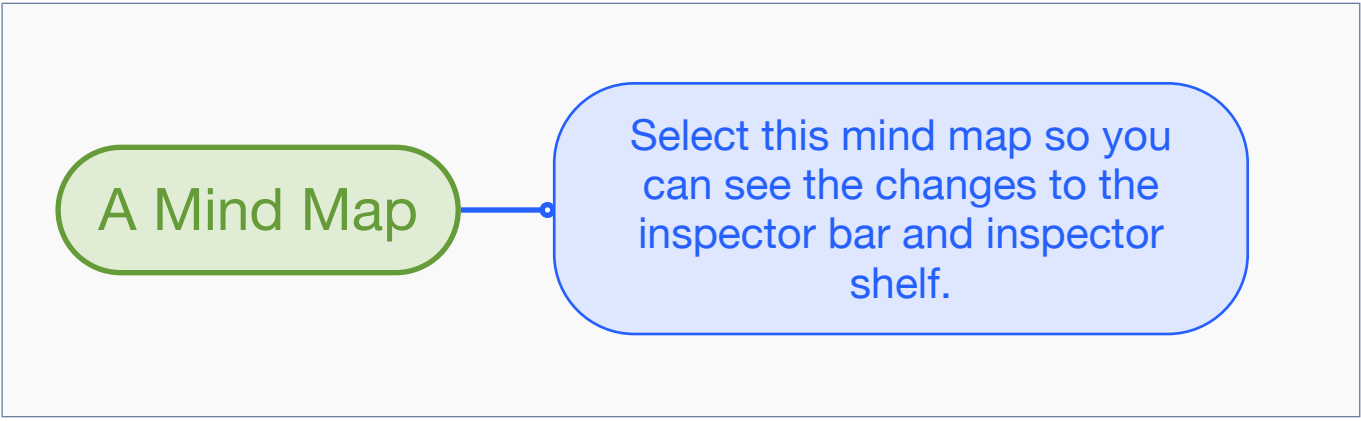 A Mind Map
Select this mind map so you
can see the changes to the
inspector bar and inspector
shelf.